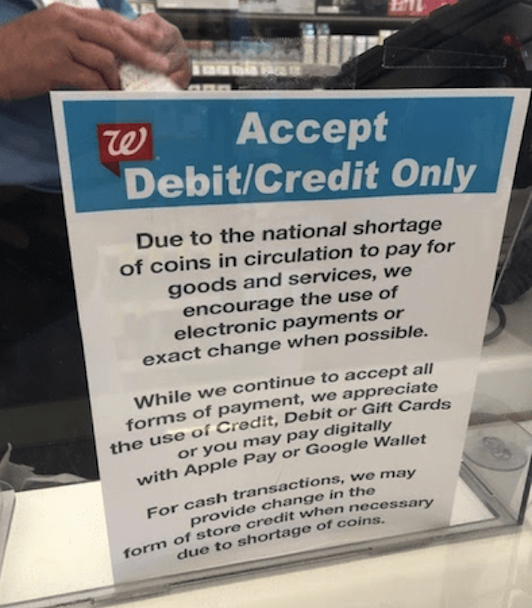 W
Accept
Debit/Credit Only
Due to the national shortage
of coins in circulation to pay for
goods and services, we
encourage the use of
electronic payments or
exact change when possible.
While we continue to accept all
forms of payment, we appreciate
the use of Credit, Debit or Gift Cards
or you may pay digitally
with Apple Pay or Google Wallet
For cash transactions, we may
provide change in the
form of store credit when necessary
due to shortage of coins.